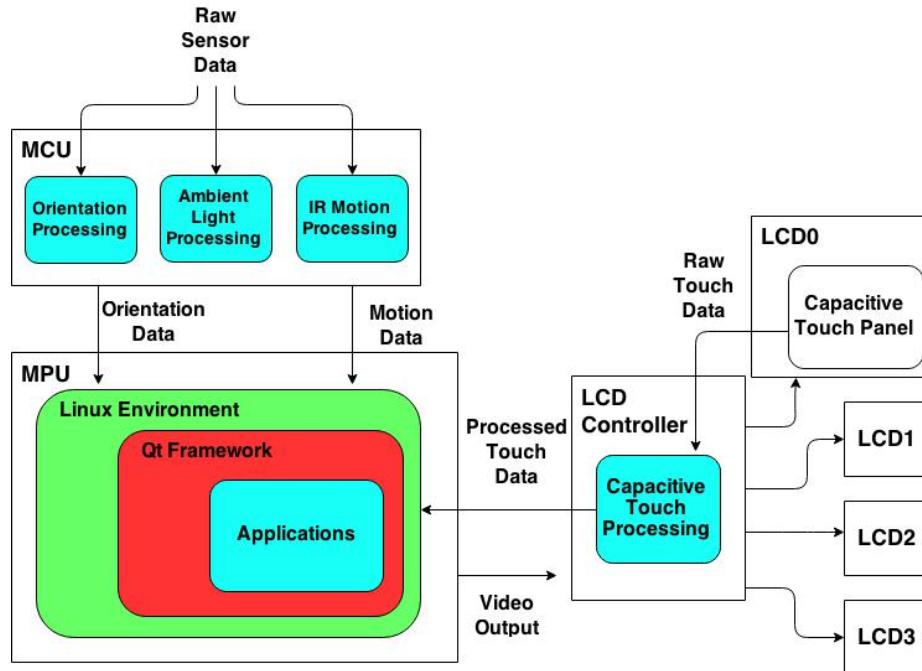 Raw
Sensor
Data
MCU
Orientation
Processing
Ambient
Light
Processing
IR Motion
Processing
Orientation
Data
Motion
Data
MPU
Linux Environment
Qt Framework
Applications
Processed
Touch
Data
Video
Output
LCD
Controller
Capacitive
Touch
Processing
Raw
Touch
Data
LCD0
Capacitive
Touch Panel
LCD1
LCD2
LCD3